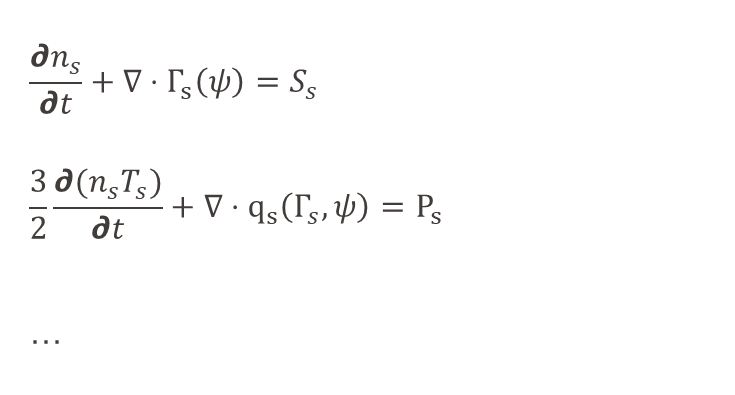 ∂n_s/∂t + ∇ · Γ_s(ψ) = S_s
3/2 ∂(n_s T_s)/∂t + ∇ · q_s(Γ_s, ψ) = P_s
…